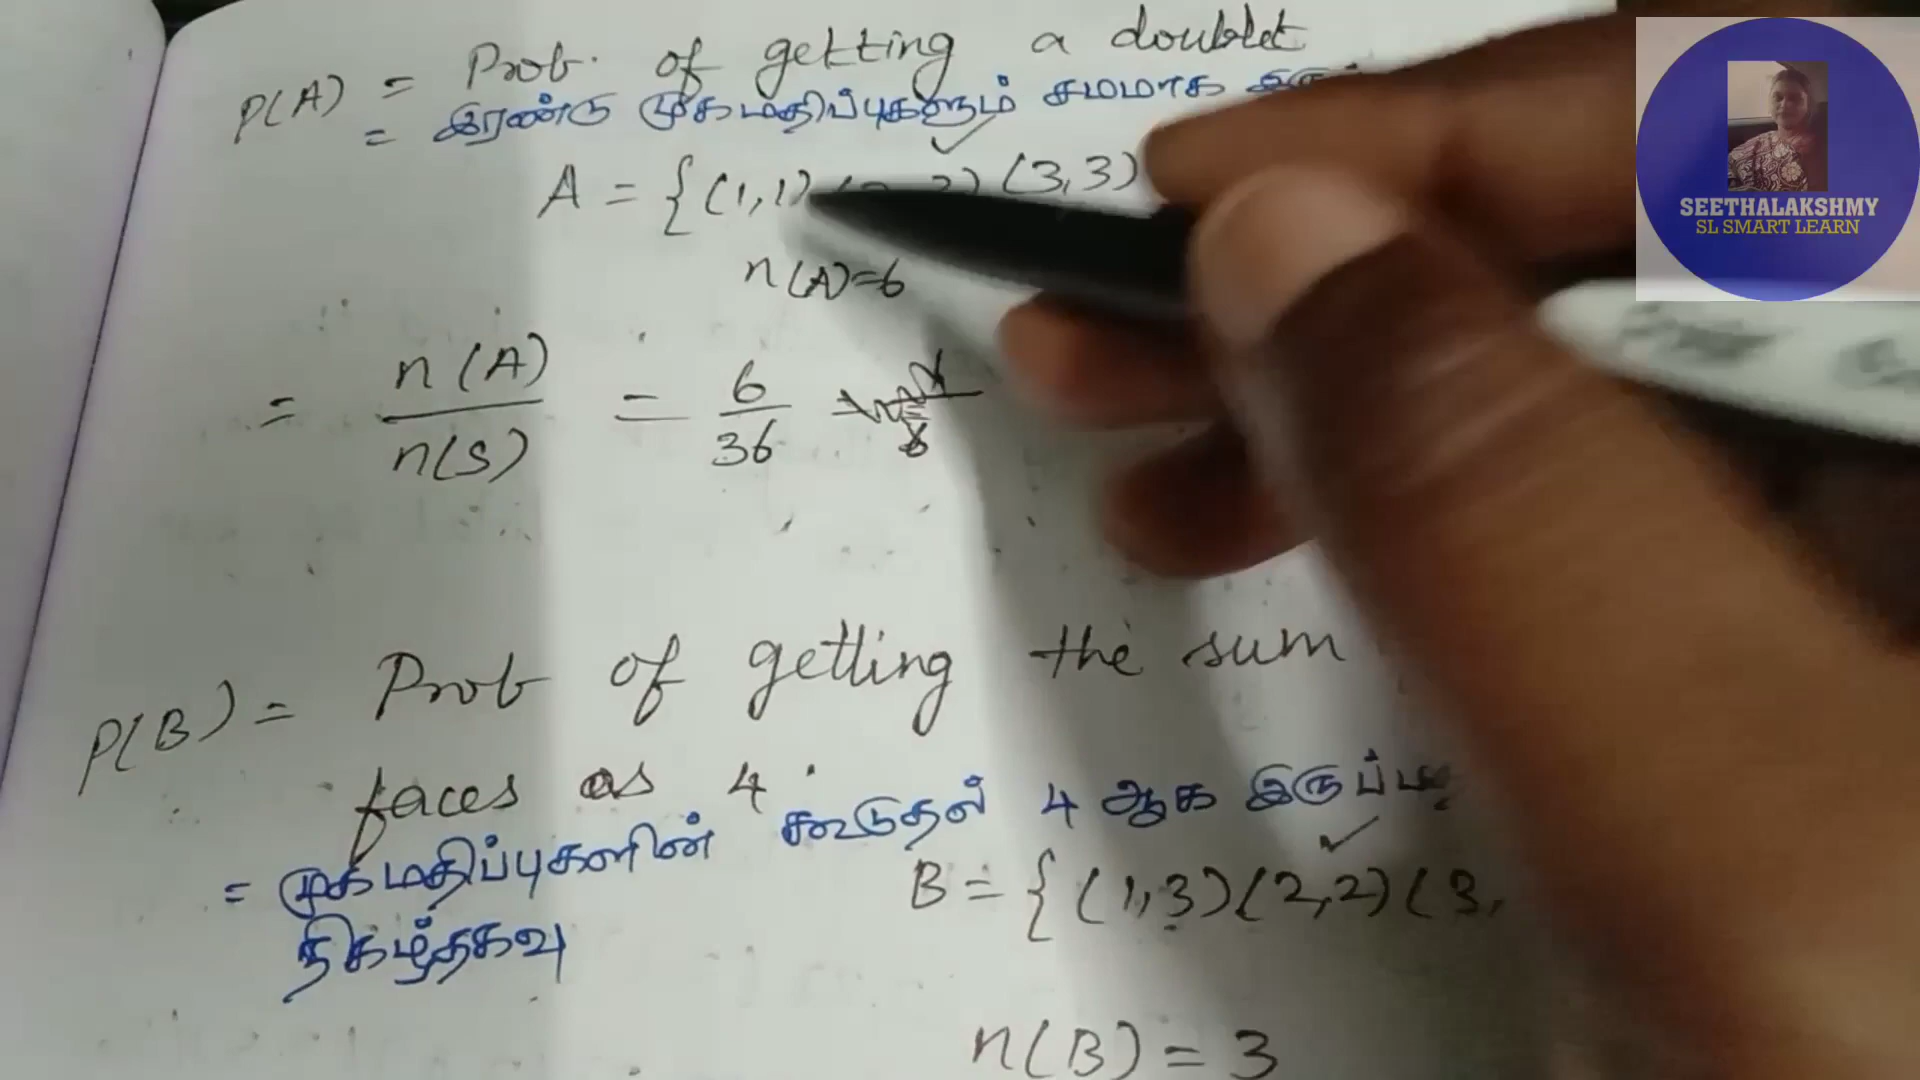 P(A) = Prob. of getting a doublet
= இரண்டு முகமதிப்புகளும் சமமாக
A = {(1,1) (2,2) (3,3)
n(A)=6
= n(A)/n(S) = 6/36
P(B) = Prob of getting the sum
faces as 4.
= முகமதிப்புகளின் கூடுதல் 4 ஆக
நிகழ்தகவு
B = {(1,3)(2,2)(3,
n(B) = 3
SEETHALAKSHMY
SL SMART LEARN